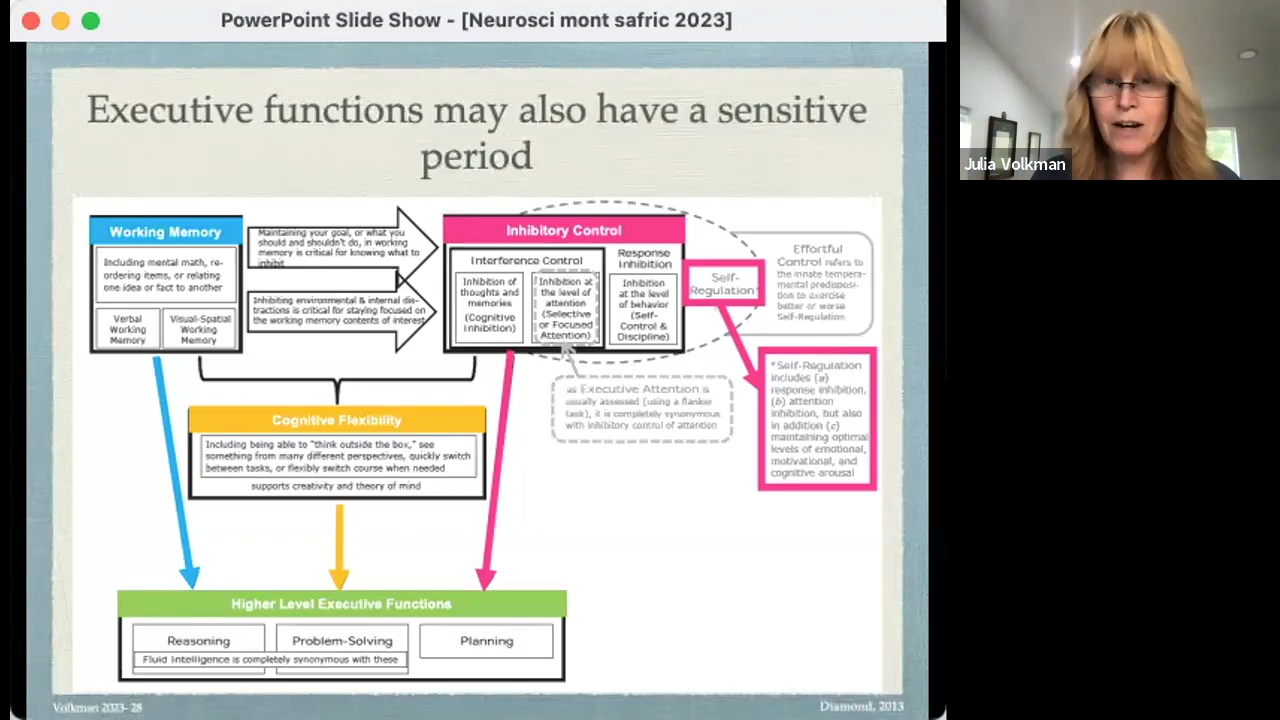 PowerPoint Slide Show - [Neurosci mont safric 2023]
Executive functions may also have a sensitive
period
Working Memory
Including mental math, re-
ordering items, or relating
one idea or fact to another
Verbal
Working
Memory
Visual-Spatial
Working
Memory
Maintaining your goal, or what you
should and shouldn't do, in working
memory is critical for knowing what to
inhibit
Inhibiting environmental & internal dis-
tractions is critical for staying focused on
the working memory contents of interest
Inhibitory Control
Interference Control
Inhibition of
thoughts and
memories
(Cognitive
Inhibition)
Inhibition at
the level of
attention
(Selective
or Focused
Attention)
Response
Inhibition
Inhibition
at the level
of behavior
(Self-
Control &
Discipline)
Self-
Regulation*
Effortful
Control refers to
the innate tempera-
mental predisposi-
tion to exercise
better or worse
Self-Regulation
*Self-Regulation
includes (a)
response inhibition,
(b) attention
inhibition, but also
in addition (c)
maintaining optimal
levels of emotional,
motivational, and
cognitive arousal
as Executive Attention is
usually assessed (using a flanker
task), it is completely synonymous
with inhibitory control of attention
Cognitive Flexibility
Including being able to "think outside the box," see
something from many different perspectives, quickly switch
between tasks, or flexibly switch course when needed
supports creativity and theory of mind
Higher Level Executive Functions
Reasoning
Problem-Solving
Planning
Fluid Intelligence is completely synonymous with these
Volkman 2023- 28
Diamond, 2013
Julia Volkman